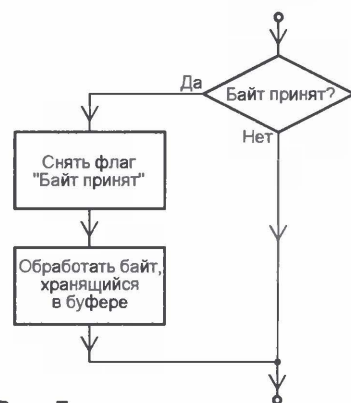 Да
Байт принят?
Нет
Снять флаг
"Байт принят"
Обработать байт,
хранящийся
в буфере